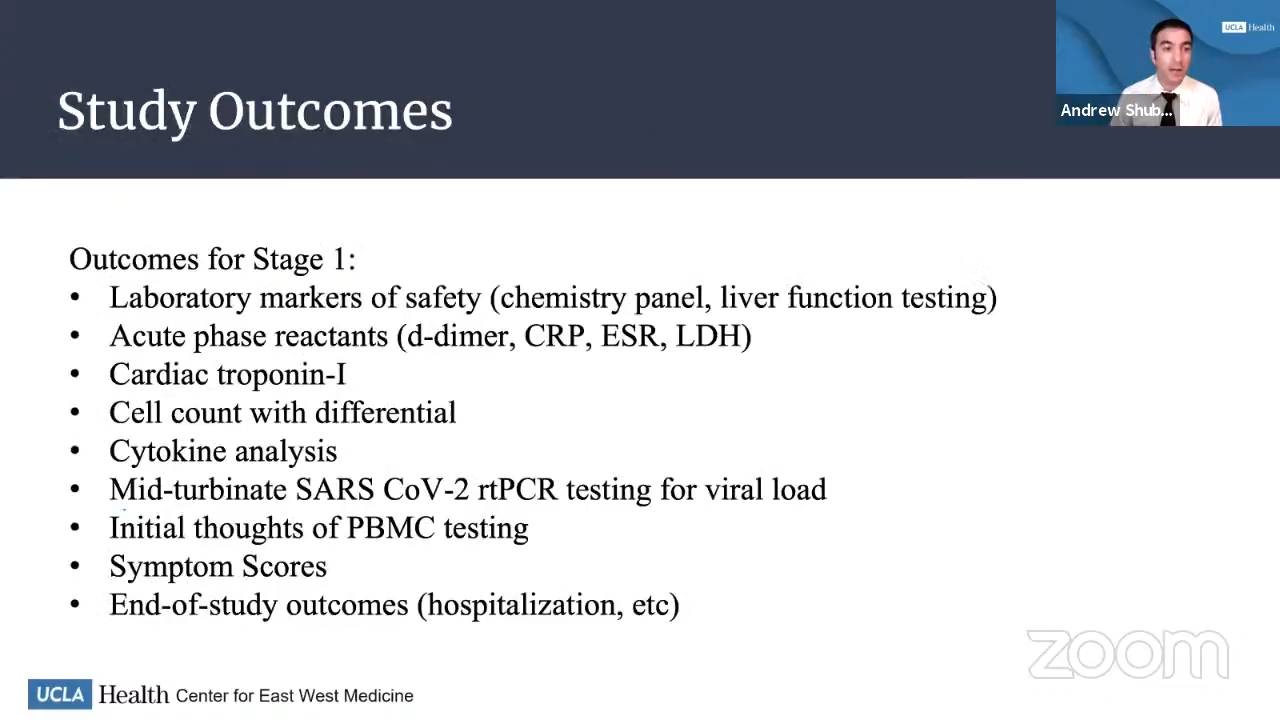 UCLA Health
Study Outcomes
Andrew Shub...
Outcomes for Stage 1:
• Laboratory markers of safety (chemistry panel, liver function testing)
• Acute phase reactants (d-dimer, CRP, ESR, LDH)
• Cardiac troponin-I
• Cell count with differential
• Cytokine analysis
• Mid-turbinate SARS CoV-2 rtPCR testing for viral load
• Initial thoughts of PBMC testing
• Symptom Scores
• End-of-study outcomes (hospitalization, etc)
zoom
UCLA Health Center for East West Medicine